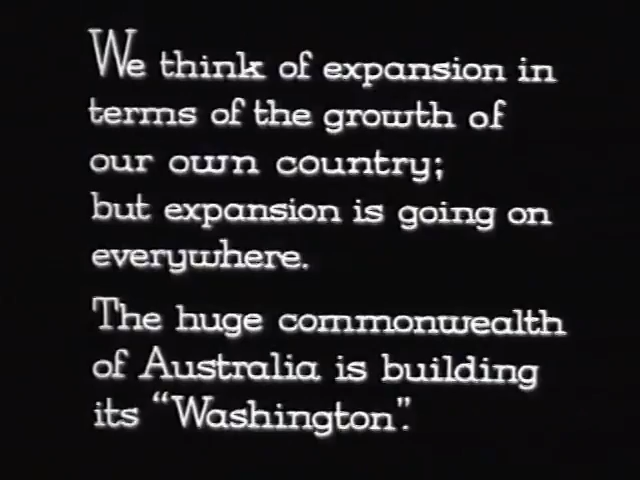 We think of expansion in
terms of the growth of
our own country;
but expansion is going on
everywhere.
The huge commonwealth
of Australia is building
its “Washington”.